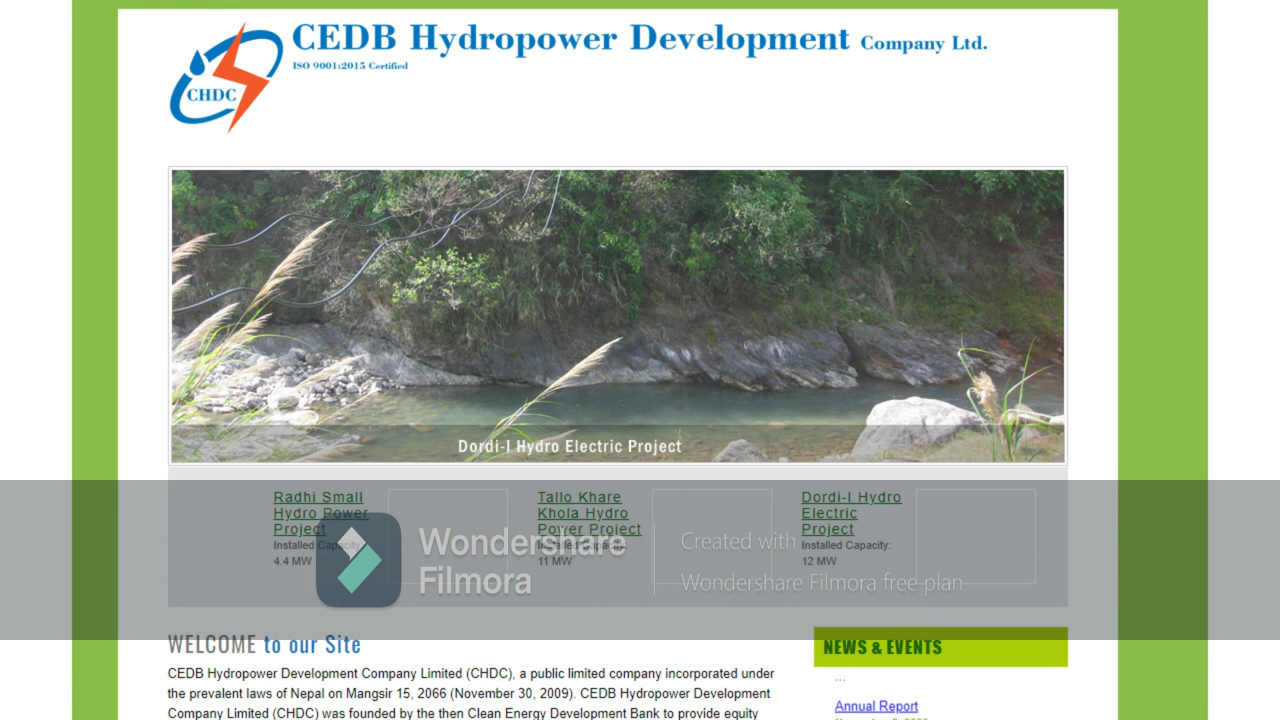 CEDB Hydropower Development Company Ltd.
ISO 9001:2015 Certified
CHDC
Dordi-I Hydro Electric Project
Radhi Small
Hydro Power
Project
Installed Capacity:
4.4 MW
Tallo Khare
Khola Hydro
Power Project
Installed Capacity:
11 MW
Dordi-I Hydro
Electric
Project
Installed Capacity:
12 MW
Wondershare
Filmora
Created with
Wondershare Filmora free plan
WELCOME to our Site
CEDB Hydropower Development Company Limited (CHDC), a public limited company incorporated under
the prevalent laws of Nepal on Mangsir 15, 2066 (November 30, 2009). CEDB Hydropower Development
Company Limited (CHDC) was founded by the then Clean Energy Development Bank to provide equity
NEWS & EVENTS
...
Annual Report